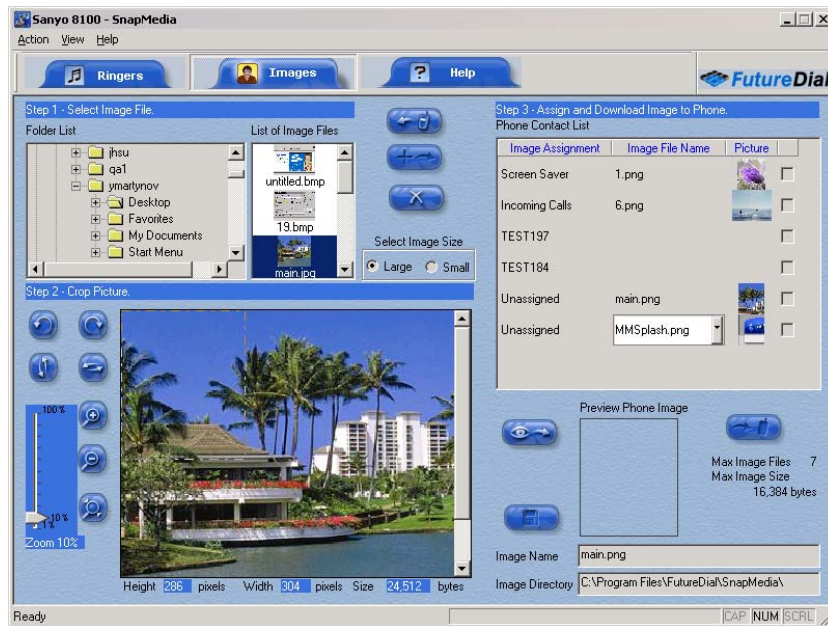 Sanyo 8100 - SnapMedia
Action View Help
Ringers Images ? Help
FutureDial
Step 1 - Select Image File.
Folder List
List of Image Files
jhsu
qa1
ymartynov
Desktop
Favorites
My Documents
Start Menu
untitled.bmp
19.bmp
main.jpg
Select Image Size
Large Small
Step 2 - Crop Picture.
100%
10%
1%
Zoom 10%
Height 286 pixels Width 304 pixels Size 24,512 bytes
Step 3 - Assign and Download Image to Phone.
Phone Contact List
Image Assignment Image File Name Picture
Screen Saver 1.png
Incoming Calls 6.png
TEST197
TEST184
Unassigned main.png
Unassigned MMSplash.png
Preview Phone Image
Max Image Files 7
Max Image Size
16,384 bytes
Image Name main.png
Image Directory C:\Program Files\FutureDial\SnapMedia\
Ready
CAP NUM SCRL